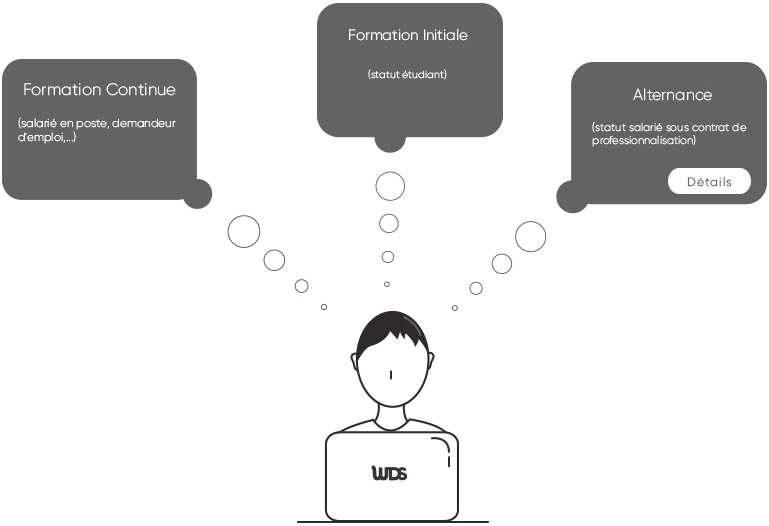 Formation Initiale
(statut étudiant)
Formation Continue
(salarié en poste, demandeur
d'emploi,...)
Alternance
(statut salarié sous contrat de
professionnalisation)
Détails
WDS